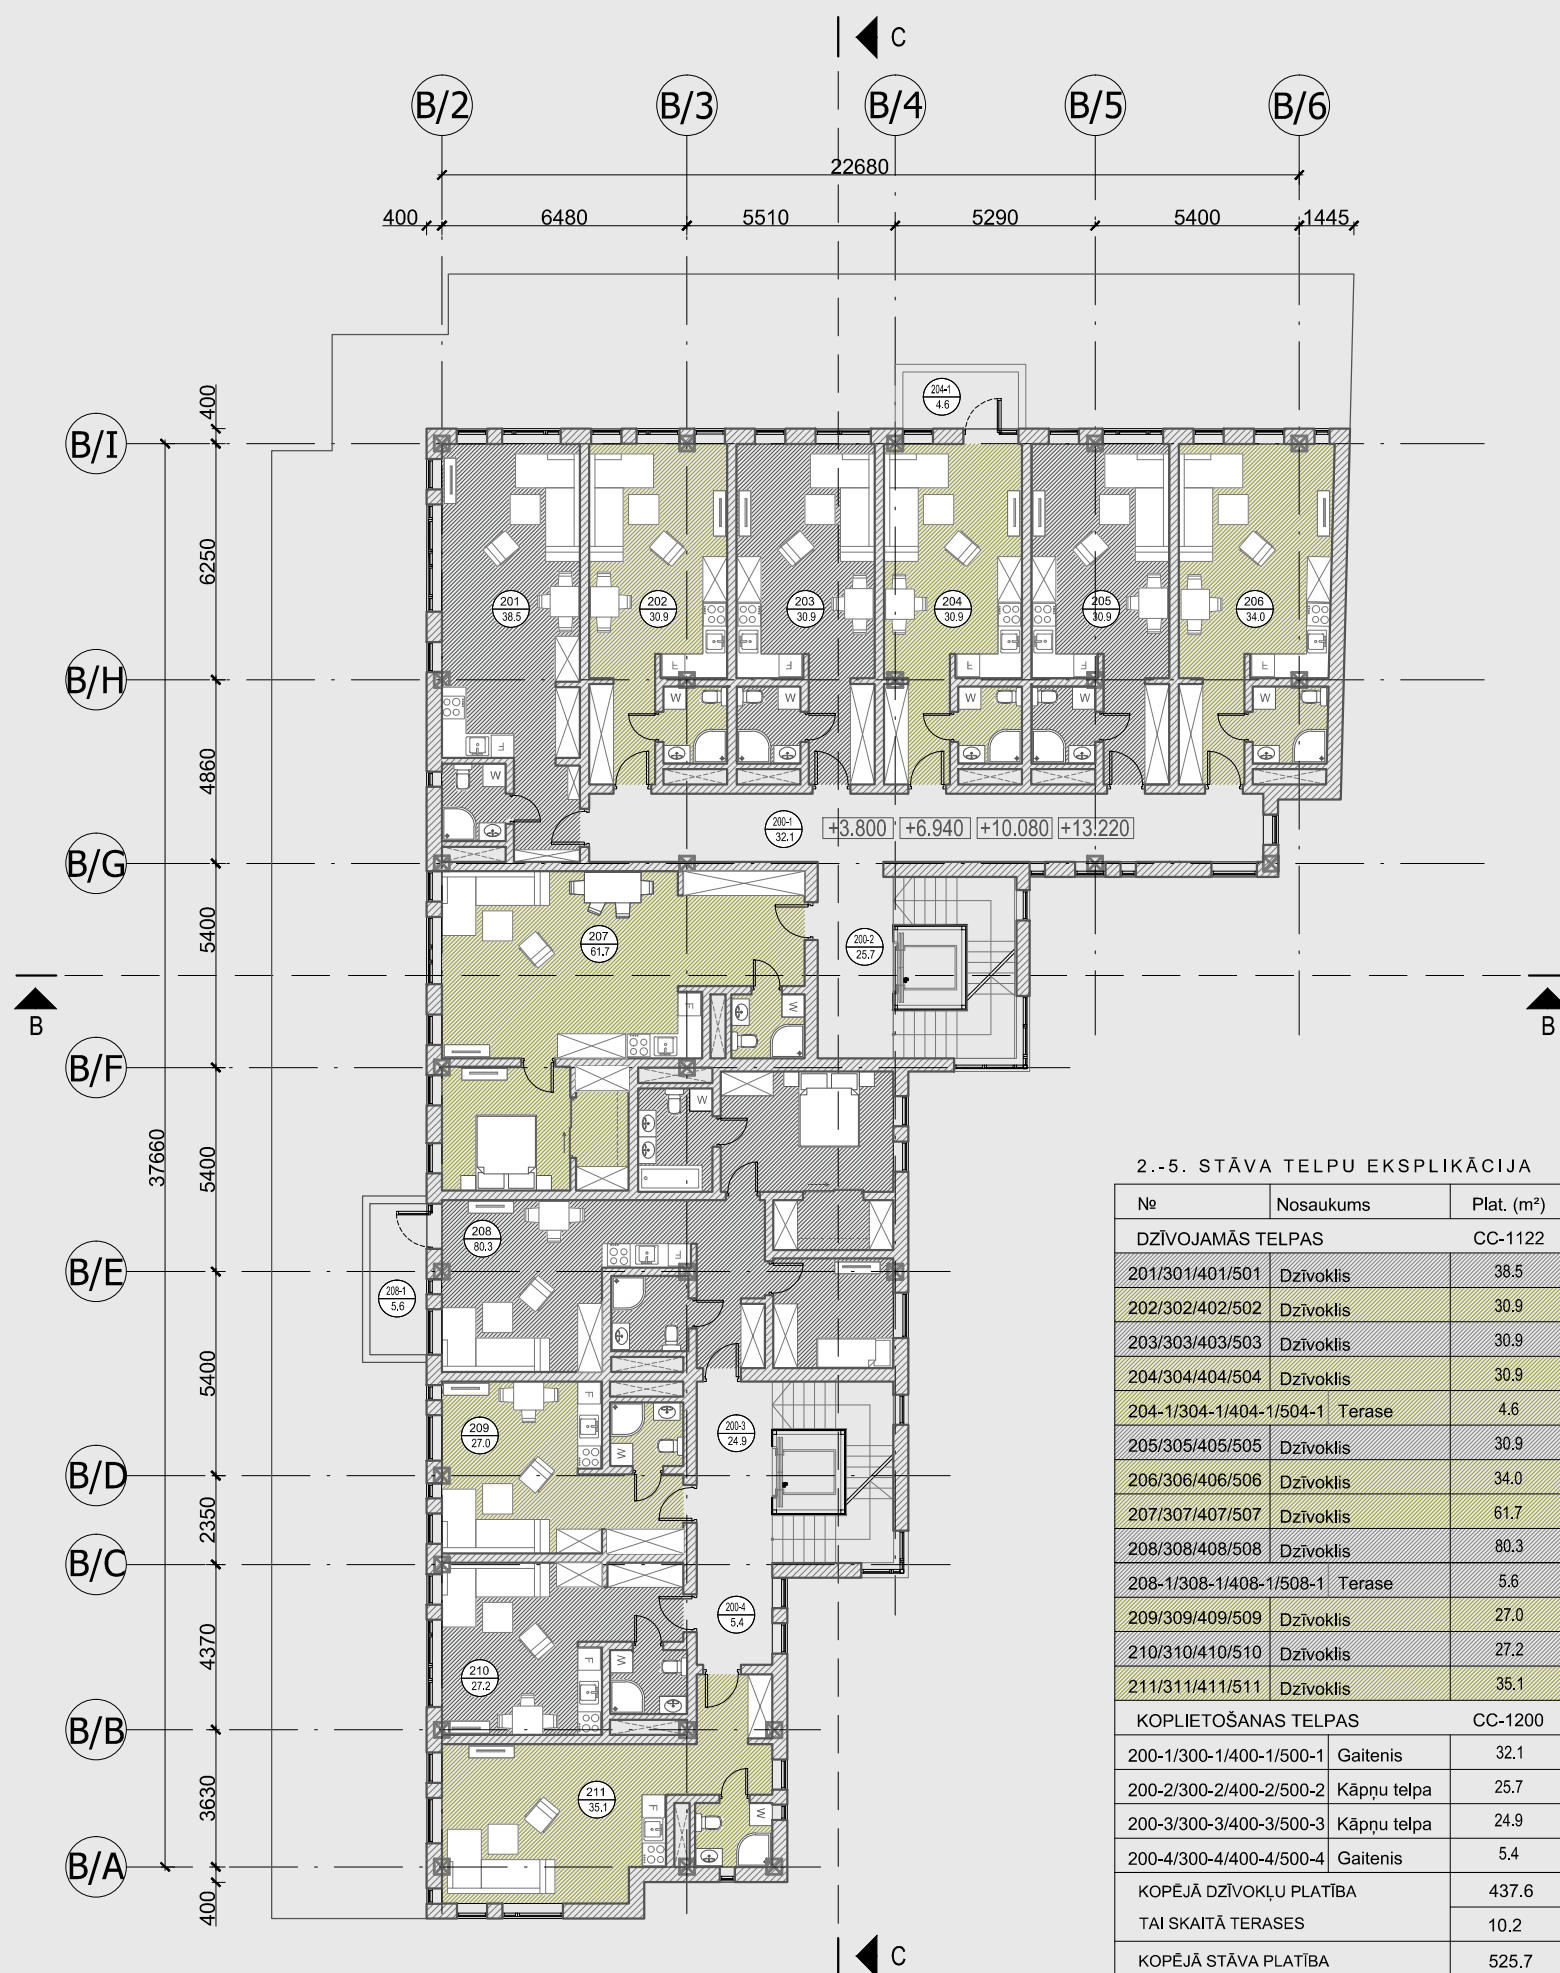 C
B/2 B/3 B/4 B/5 B/6
22680
400 6480 5510 5290 5400 1445
204-1
4.6
400
B/I
6250
201 38.5
202 30.9
203 30.9
204 30.9
205 30.9
206 34.0
F F F F F
B/H
W W W W W
F
4860
W
200-1
32.1
+3.800 +6.940 +10.080 +13.220
B/G
5400
207
61.7
200-2
25.7
B B
F W
B/F
W
37660
5400
208
80.3
F
B/E
208-1
5.6
5400
F
209
27.0
200-3
24.9
W
B/D
2350
B/C
200-4
5.4
4370
F W
210
27.2
B/B
3630
211
35.1
F W
B/A
400
C
2.-5. STĀVA TELPU EKSPLIKĀCIJA
№ Nosaukums Plat. (m²)
DZĪVOJAMĀS TELPAS CC-1122
201/301/401/501 Dzīvoklis 38.5
202/302/402/502 Dzīvoklis 30.9
203/303/403/503 Dzīvoklis 30.9
204/304/404/504 Dzīvoklis 30.9
204-1/304-1/404-1/504-1 Terase 4.6
205/305/405/505 Dzīvoklis 30.9
206/306/406/506 Dzīvoklis 34.0
207/307/407/507 Dzīvoklis 61.7
208/308/408/508 Dzīvoklis 80.3
208-1/308-1/408-1/508-1 Terase 5.6
209/309/409/509 Dzīvoklis 27.0
210/310/410/510 Dzīvoklis 27.2
211/311/411/511 Dzīvoklis 35.1
KOPLIETOŠANAS TELPAS CC-1200
200-1/300-1/400-1/500-1 Gaitenis 32.1
200-2/300-2/400-2/500-2 Kāpņu telpa 25.7
200-3/300-3/400-3/500-3 Kāpņu telpa 24.9
200-4/300-4/400-4/500-4 Gaitenis 5.4
KOPĒJĀ DZĪVOKĻU PLATĪBA 437.6
TAI SKAITĀ TERASES 10.2
KOPĒJĀ STĀVA PLATĪBA 525.7